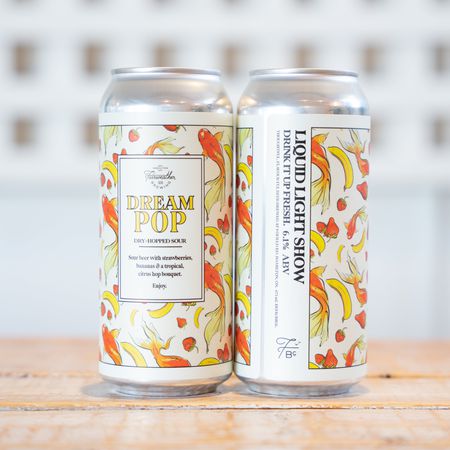 Fairweather
DREAM
POP
DRY-HOPPED SOUR
Sour beer with strawberries,
bananas & a tropical,
citrus hop bouquet.
Enjoy.
LIQUID LIGHT SHOW
DRINK IT UP FRESH. 6.1% ABV